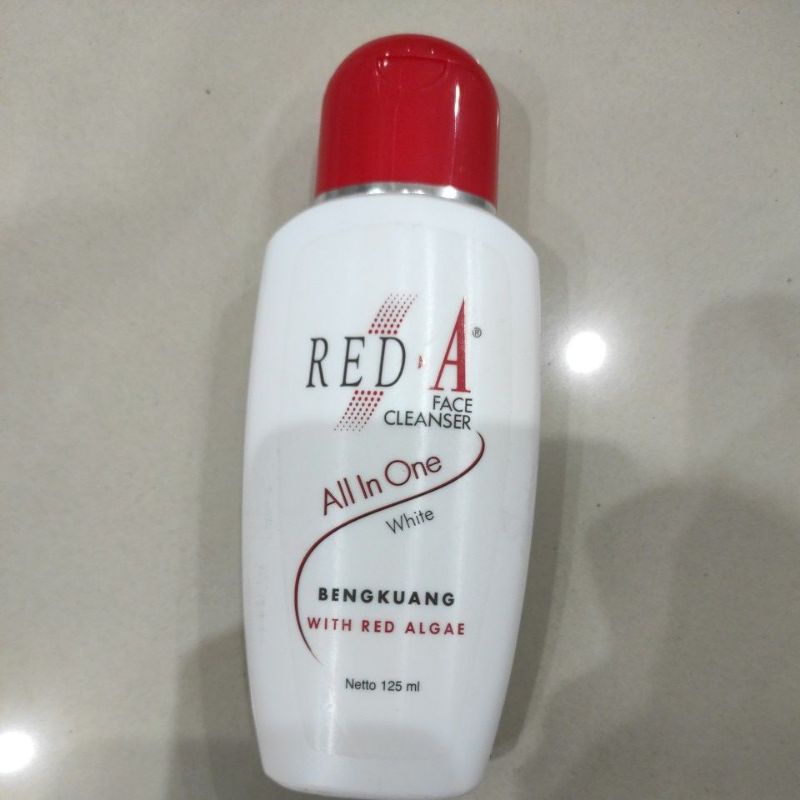 RED-A®
FACE
CLEANSER
All In One
White
BENGKUANG
WITH RED ALGAE
Netto 125 ml